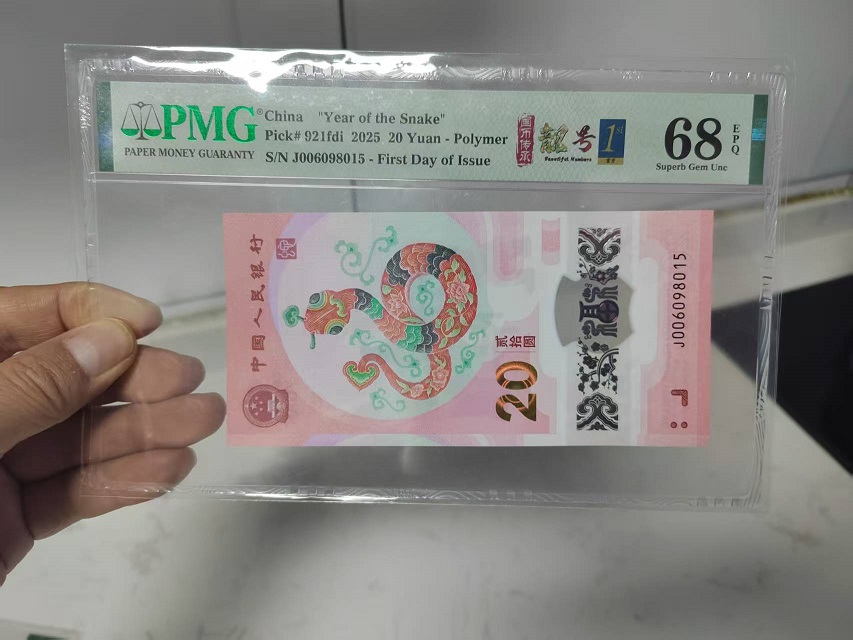 PMG®
PAPER MONEY GUARANTY
China "Year of the Snake"
Pick# 921fdi 2025 20 Yuan - Polymer
S/N J006098015 - First Day of Issue
靓号
Beautiful Numbers
1st
68
EPQ
Superb Gem Unc
中国人民银行
贰拾圆
20
J006098015